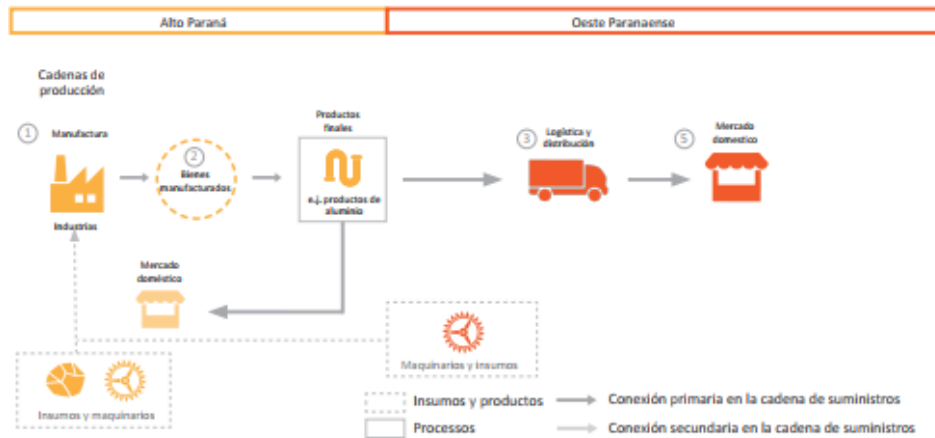 Alto Paraná
Oeste Paranaense
Cadenas de
producción
1
Manufactura
Industrias
2
Bienes
manufacturados
Productos
finales
e.j. productos de
aluminio
3
Logística y
distribución
5
Mercado
domestico
Mercado
doméstico
Maquinarios y insumos
Insumos y maquinarios
Insumos y productos
Conexión primaria en la cadena de suministros
Processos
Conexión secundaria en la cadena de suministros